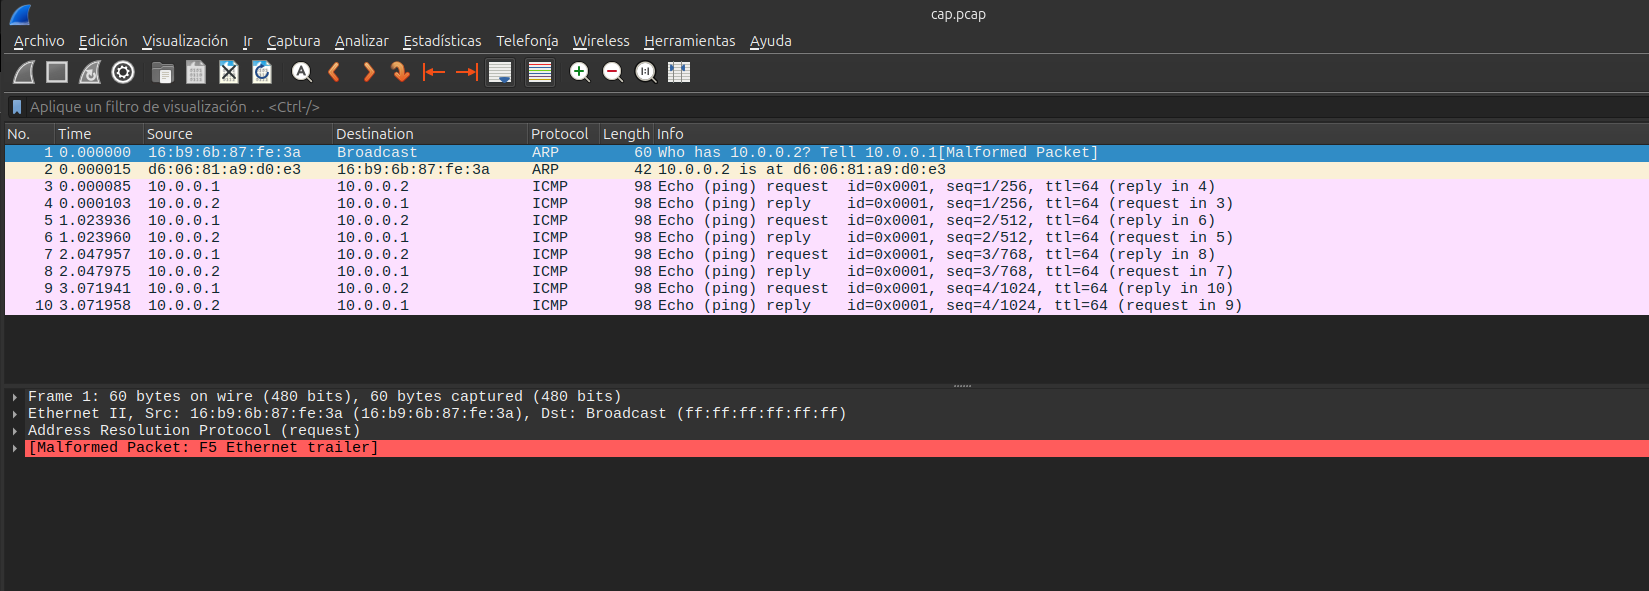 cap.pcap
Archivo Edición Visualización Ir Captura Analizar Estadísticas Telefonía Wireless Herramientas Ayuda
Aplique un filtro de visualización … <Ctrl-/>
No. Time Source Destination Protocol Length Info
1 0.000000 16:b9:6b:87:fe:3a Broadcast ARP 60 Who has 10.0.0.2? Tell 10.0.0.1[Malformed Packet]
2 0.000015 d6:06:81:a9:d0:e3 16:b9:6b:87:fe:3a ARP 42 10.0.0.2 is at d6:06:81:a9:d0:e3
3 0.000085 10.0.0.1 10.0.0.2 ICMP 98 Echo (ping) request id=0x0001, seq=1/256, ttl=64 (reply in 4)
4 0.000103 10.0.0.2 10.0.0.1 ICMP 98 Echo (ping) reply id=0x0001, seq=1/256, ttl=64 (request in 3)
5 1.023936 10.0.0.1 10.0.0.2 ICMP 98 Echo (ping) request id=0x0001, seq=2/512, ttl=64 (reply in 6)
6 1.023960 10.0.0.2 10.0.0.1 ICMP 98 Echo (ping) reply id=0x0001, seq=2/512, ttl=64 (request in 5)
7 2.047957 10.0.0.1 10.0.0.2 ICMP 98 Echo (ping) request id=0x0001, seq=3/768, ttl=64 (reply in 8)
8 2.047975 10.0.0.2 10.0.0.1 ICMP 98 Echo (ping) reply id=0x0001, seq=3/768, ttl=64 (request in 7)
9 3.071941 10.0.0.1 10.0.0.2 ICMP 98 Echo (ping) request id=0x0001, seq=4/1024, ttl=64 (reply in 10)
10 3.071958 10.0.0.2 10.0.0.1 ICMP 98 Echo (ping) reply id=0x0001, seq=4/1024, ttl=64 (request in 9)
Frame 1: 60 bytes on wire (480 bits), 60 bytes captured (480 bits)
Ethernet II, Src: 16:b9:6b:87:fe:3a (16:b9:6b:87:fe:3a), Dst: Broadcast (ff:ff:ff:ff:ff:ff)
Address Resolution Protocol (request)
[Malformed Packet: F5 Ethernet trailer]